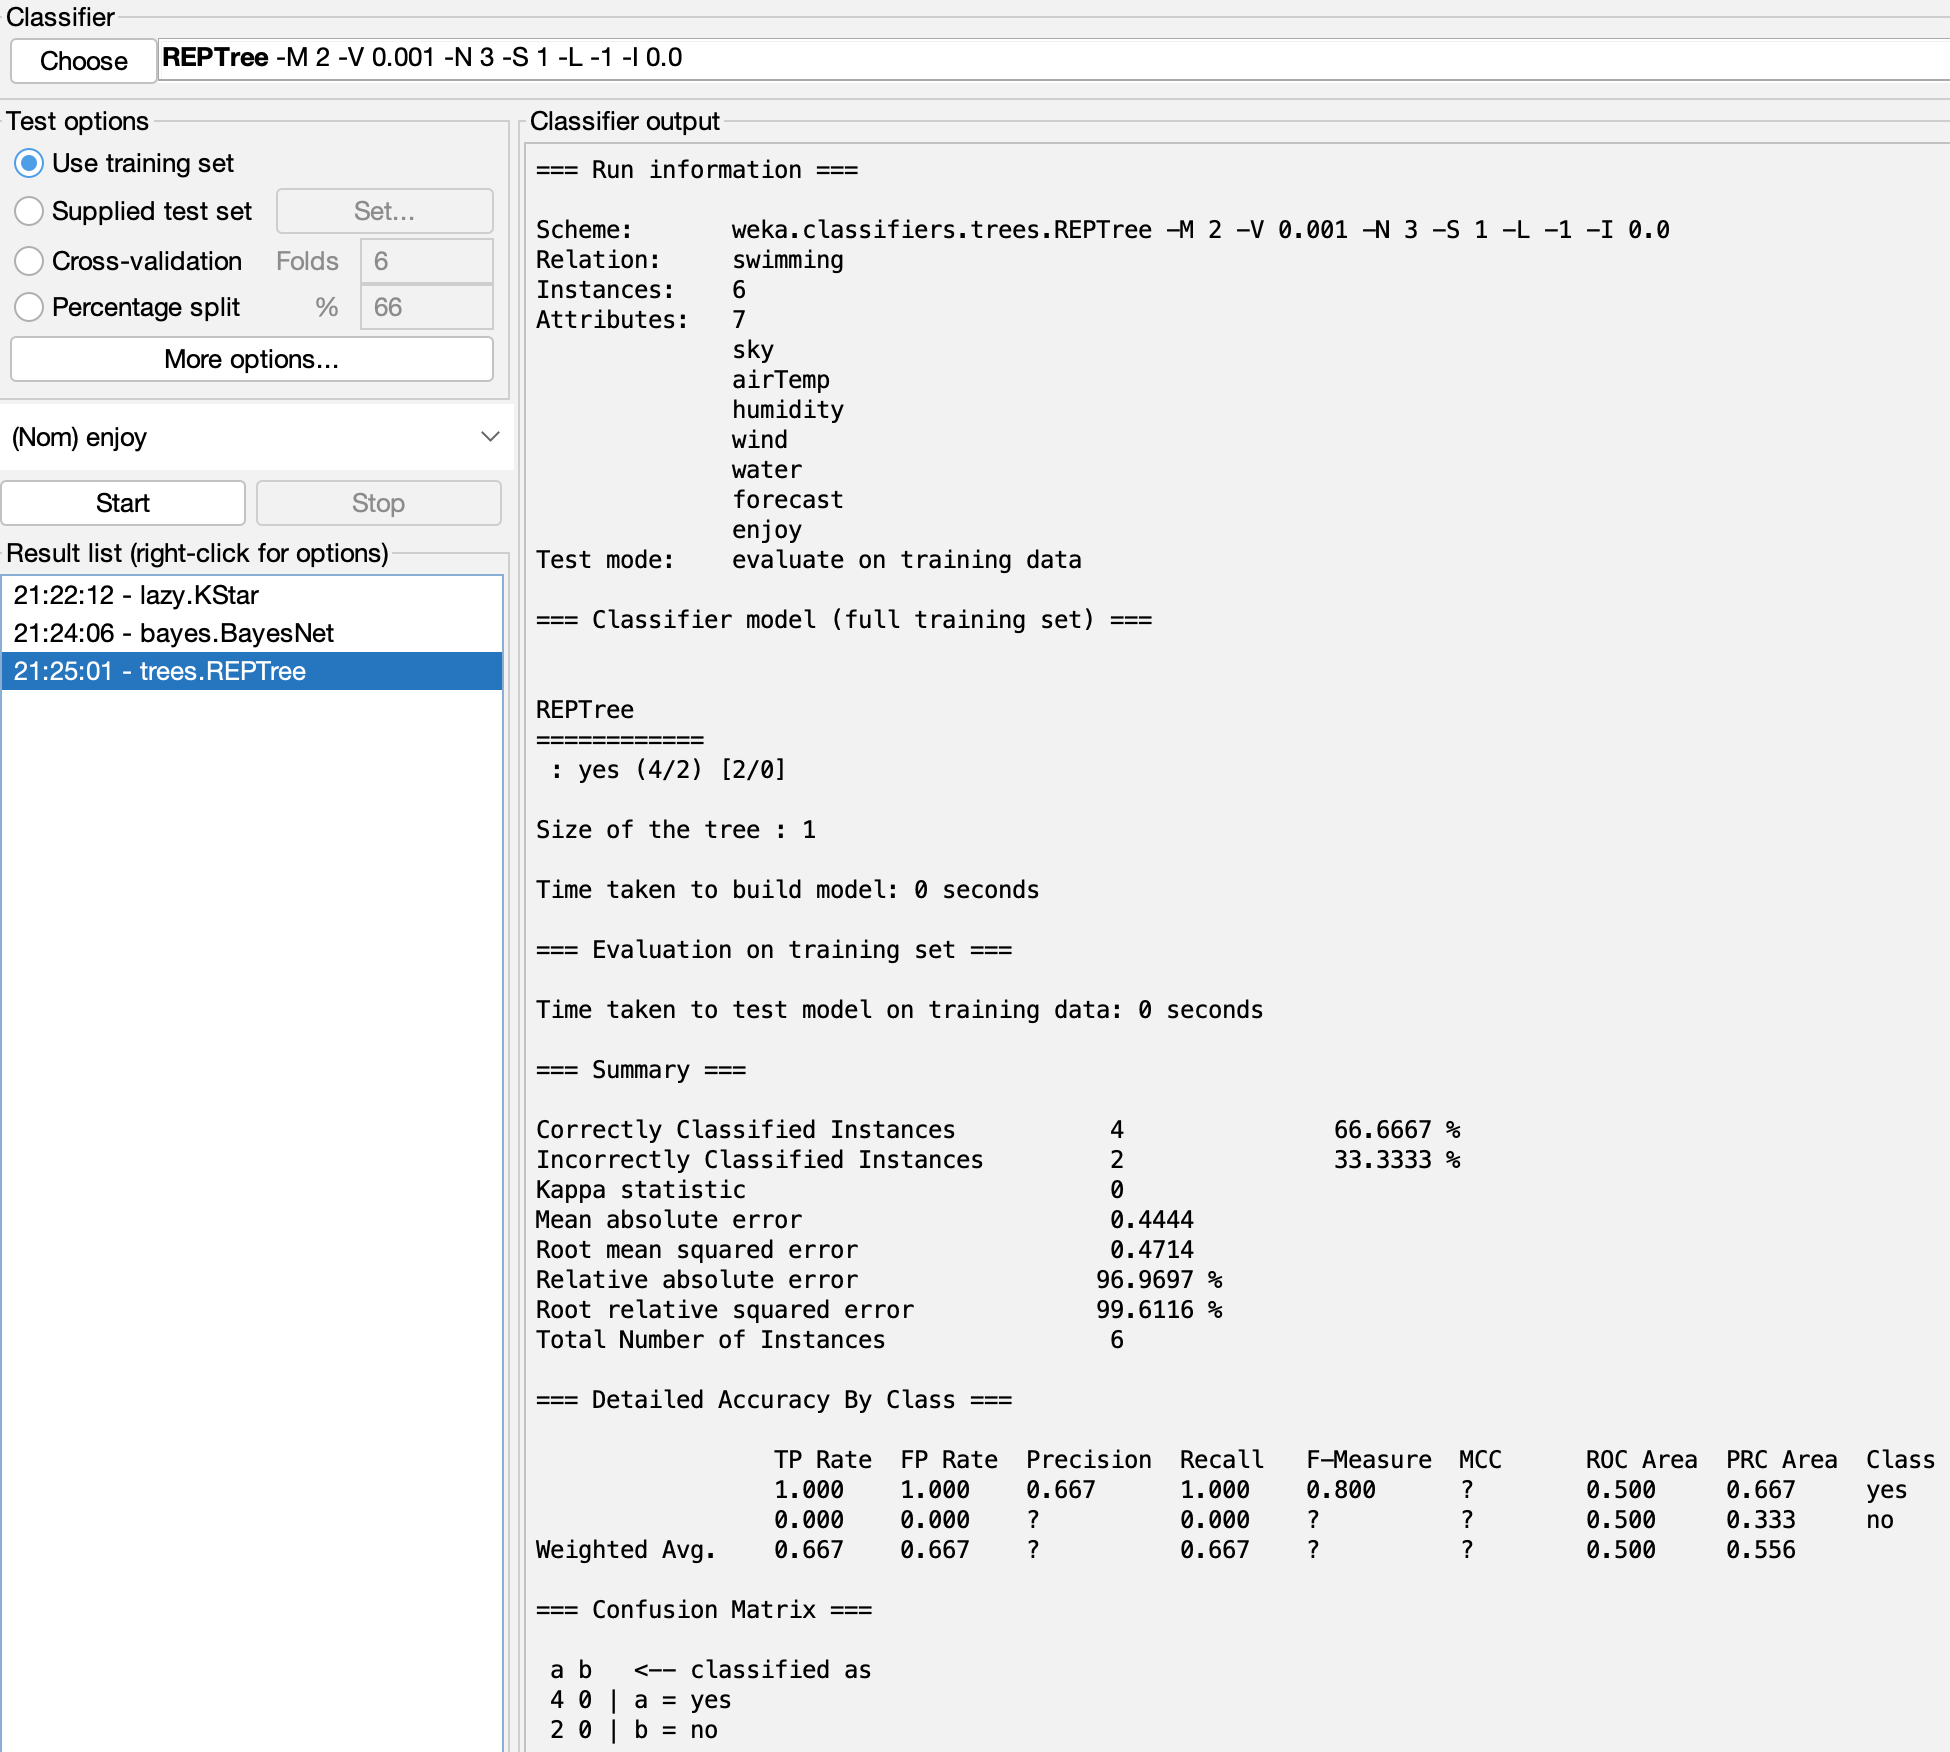 Classifier
Choose REPTree -M 2 -V 0.001 -N 3 -S 1 -L -1 -I 0.0
Test options
Use training set
Supplied test set Set...
Cross-validation Folds 6
Percentage split % 66
More options...
(Nom) enjoy
Start Stop
Result list (right-click for options)
21:22:12 - lazy.KStar
21:24:06 - bayes.BayesNet
21:25:01 - trees.REPTree
Classifier output
=== Run information ===
Scheme: weka.classifiers.trees.REPTree -M 2 -V 0.001 -N 3 -S 1 -L -1 -I 0.0
Relation: swimming
Instances: 6
Attributes: 7
sky
airTemp
humidity
wind
water
forecast
enjoy
Test mode: evaluate on training data
=== Classifier model (full training set) ===
REPTree
============
: yes (4/2) [2/0]
Size of the tree : 1
Time taken to build model: 0 seconds
=== Evaluation on training set ===
Time taken to test model on training data: 0 seconds
=== Summary ===
Correctly Classified Instances 4 66.6667 %
Incorrectly Classified Instances 2 33.3333 %
Kappa statistic 0
Mean absolute error 0.4444
Root mean squared error 0.4714
Relative absolute error 96.9697 %
Root relative squared error 99.6116 %
Total Number of Instances 6
=== Detailed Accuracy By Class ===
TP Rate FP Rate Precision Recall F-Measure MCC ROC Area PRC Area Class
1.000 1.000 0.667 1.000 0.800 ? 0.500 0.667 yes
0.000 0.000 ? 0.000 ? ? 0.500 0.333 no
Weighted Avg. 0.667 0.667 ? 0.667 ? ? 0.500 0.556
=== Confusion Matrix ===
a b <-- classified as
4 0 | a = yes
2 0 | b = no